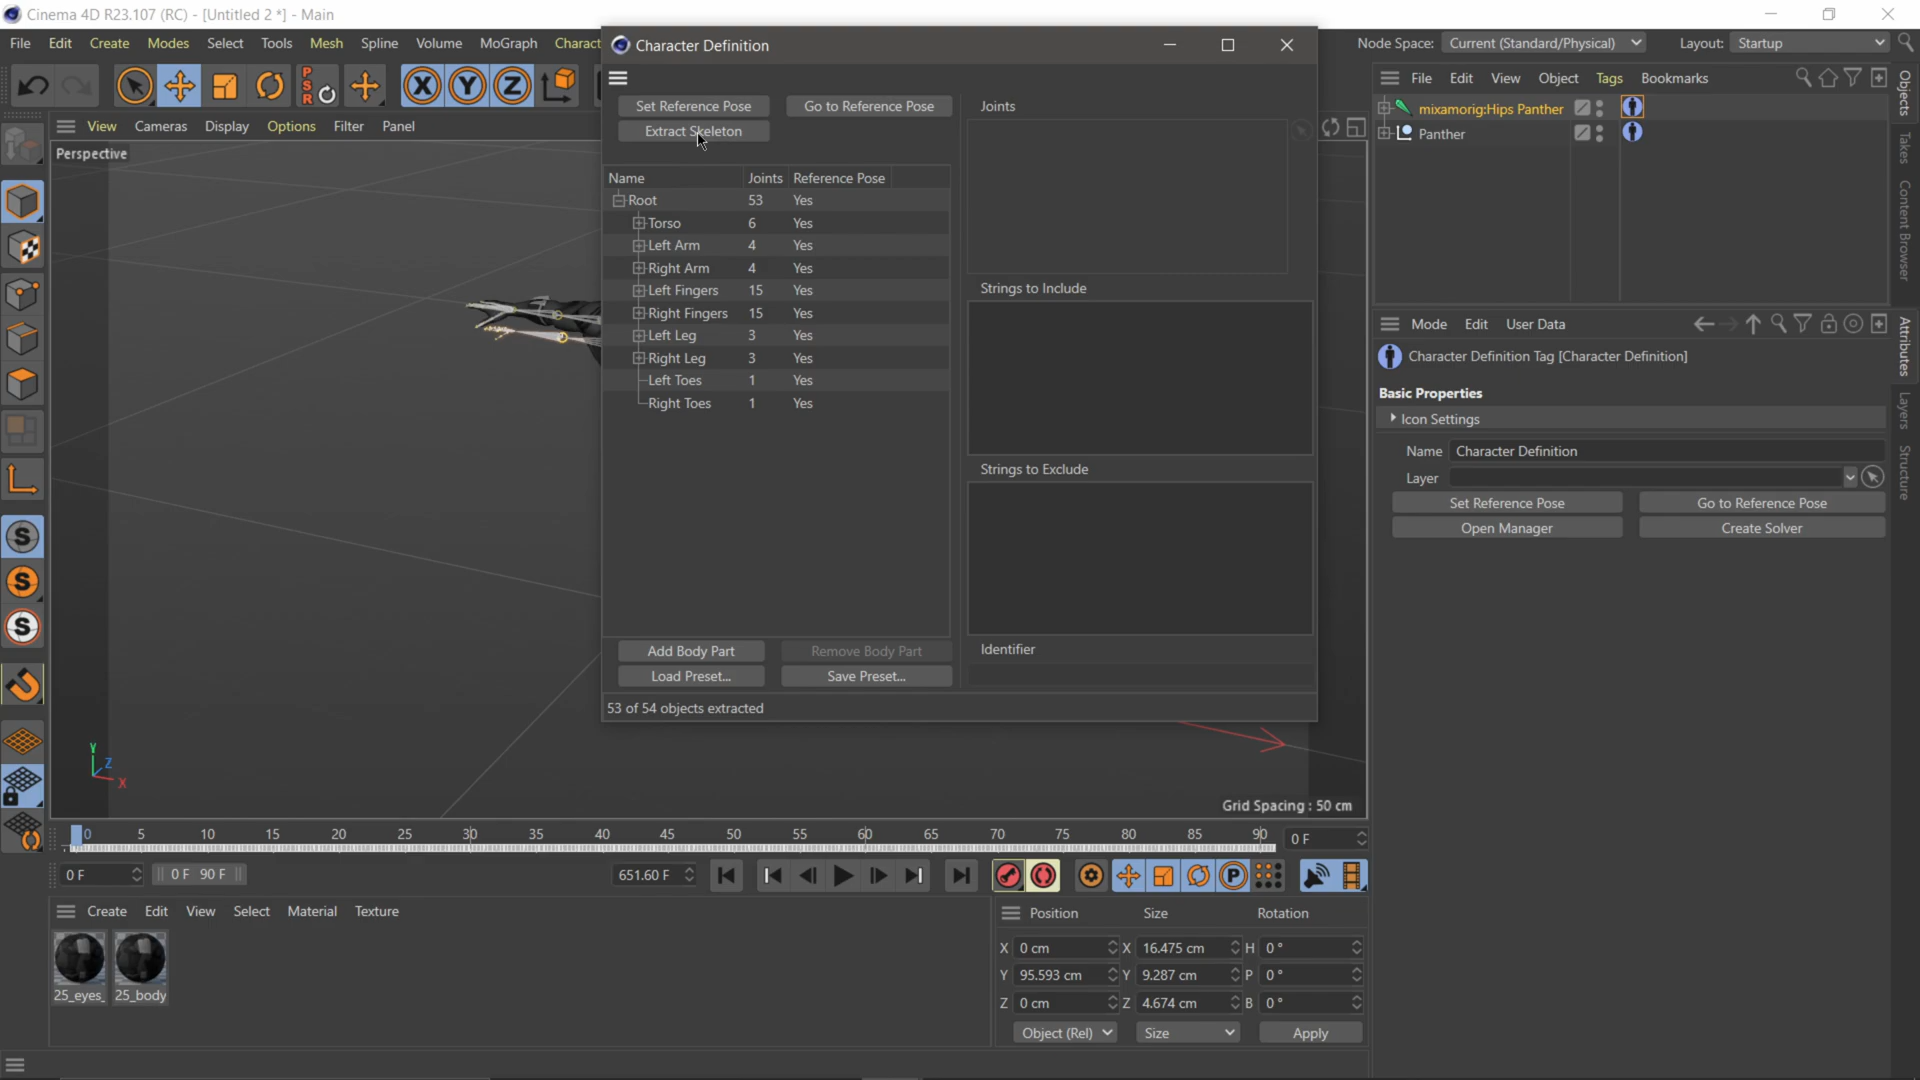 Cinema 4D R23.107 (RC) - [Untitled 2 *] - Main
File Edit Create Modes Select Tools Mesh Spline Volume MoGraph Charact
Node Space: Current (Standard/Physical) Layout: Startup
Character Definition
Set Reference Pose Go to Reference Pose
Extract Skeleton
Name Joints Reference Pose
Root 53 Yes
Torso 6 Yes
Left Arm 4 Yes
Right Arm 4 Yes
Left Fingers 15 Yes
Right Fingers 15 Yes
Left Leg 3 Yes
Right Leg 3 Yes
Left Toes 1 Yes
Right Toes 1 Yes
Add Body Part Remove Body Part
Load Preset... Save Preset...
53 of 54 objects extracted
Joints
Strings to Include
Strings to Exclude
Identifier
File Edit View Object Tags Bookmarks
mixamorig:Hips Panther
Panther
Objects
Takes
Content Browser
Mode Edit User Data
Character Definition Tag [Character Definition]
Basic Properties
Icon Settings
Name Character Definition
Layer
Set Reference Pose Go to Reference Pose
Open Manager Create Solver
Attributes
Layers
Structure
X Y Z
PSR
View Cameras Display Options Filter Panel
Perspective
S
S
S
Y
Z
X
Grid Spacing : 50 cm
0 5 10 15 20 25 30 35 40 45 50 55 60 65 70 75 80 85 90 0 F
0 F 0 F 90 F 651.60 F P
Create Edit View Select Material Texture
25_eyes_ 25_body
Position Size Rotation
X 0 cm X 16.475 cm H 0 °
Y 95.593 cm Y 9.287 cm P 0 °
Z 0 cm Z 4.674 cm B 0 °
Object (Rel) Size Apply